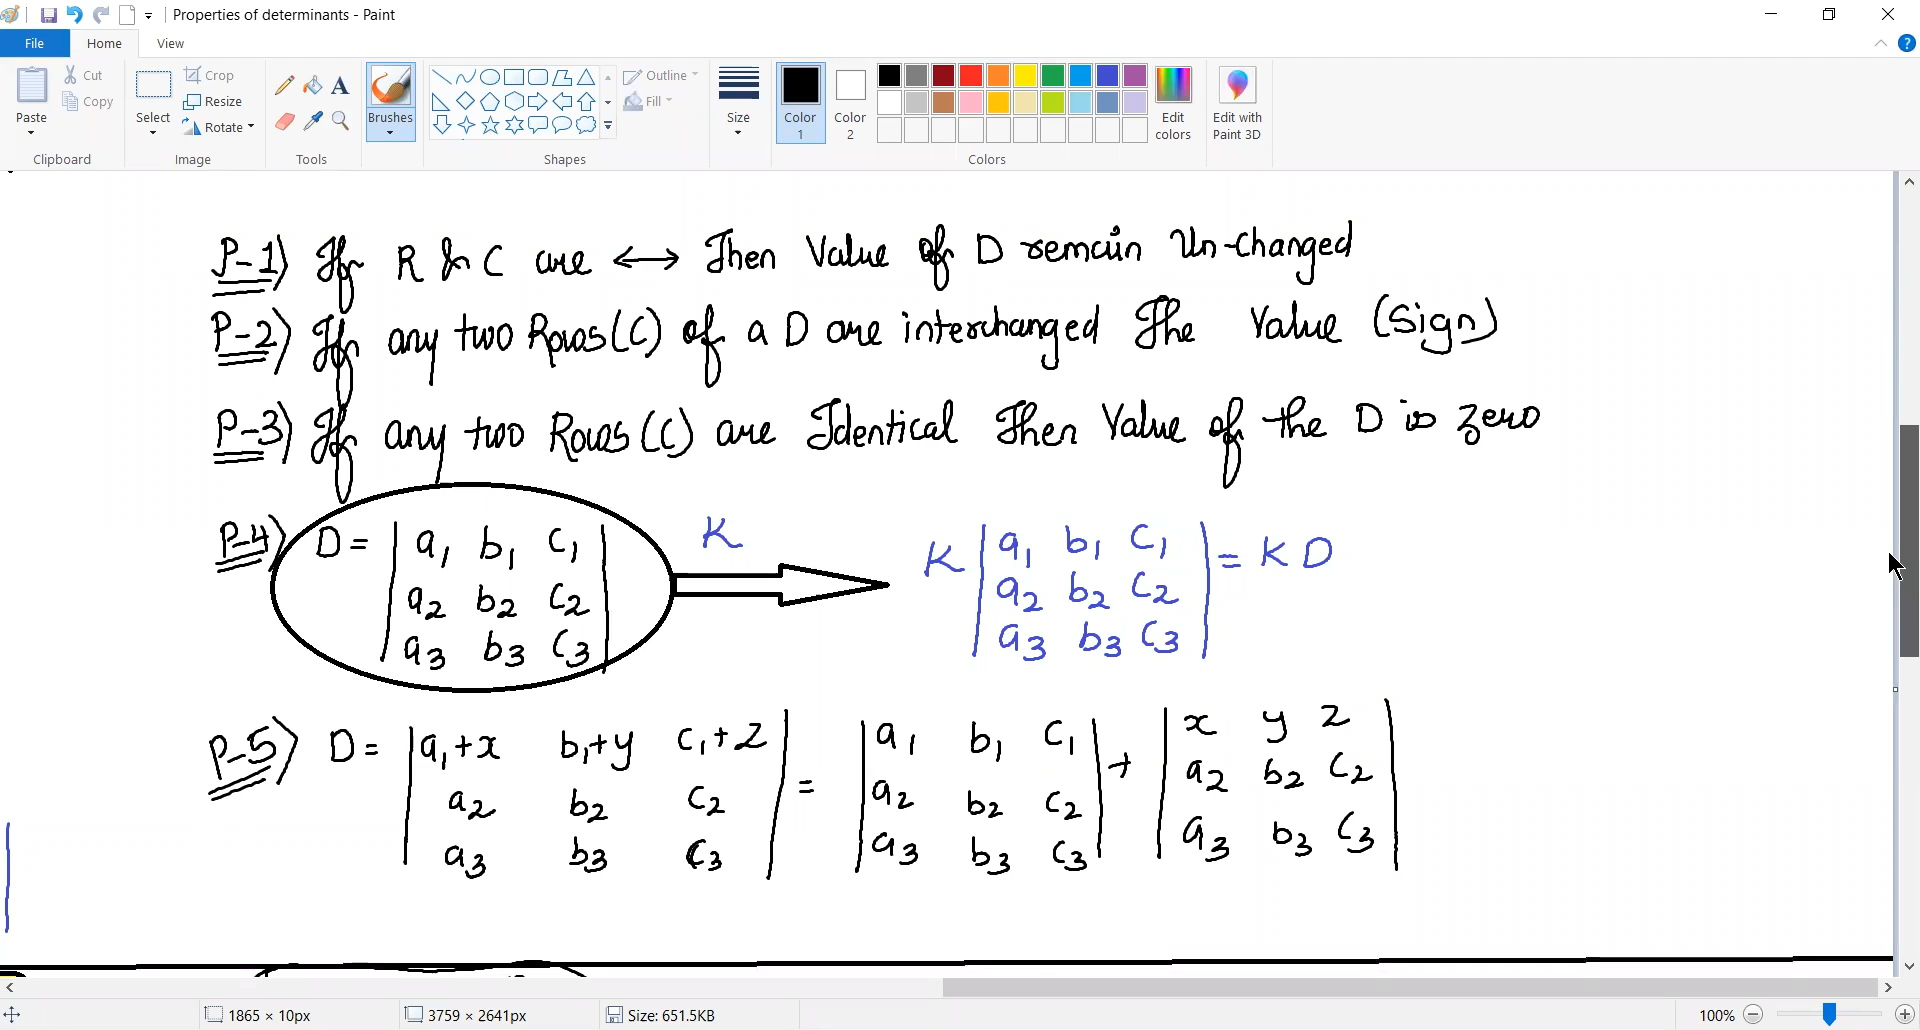 Properties of determinants - Paint
File Home View
Paste Cut Copy Clipboard
Select Crop Resize Rotate Image
Tools
Brushes
Outline Fill Shapes
Size
Color 1 Color 2 Edit colors Colors
Edit with Paint 3D
P-1) If R & C are ↔ Then Value of D remain Un-Changed
P-2) If any two Rows(C) of a D are interchanged The Value (Sign)
P-3) If any two Rows(C) are Identical Then Value of the D is zero
P-4) D = | a₁ b₁ c₁ | K K | a₁ b₁ c₁ | = K D
a₂ b₂ c₂ a₂ b₂ c₂
a₃ b₃ c₃ a₃ b₃ c₃
P-5) D = | a₁+x b₁+y c₁+z | = | a₁ b₁ c₁ | + | x y z |
a₂ b₂ c₂ a₂ b₂ c₂ a₂ b₂ c₂
a₃ b₃ c₃ a₃ b₃ c₃ a₃ b₃ c₃
1865 × 10px 3759 × 2641px Size: 651.5KB 100%